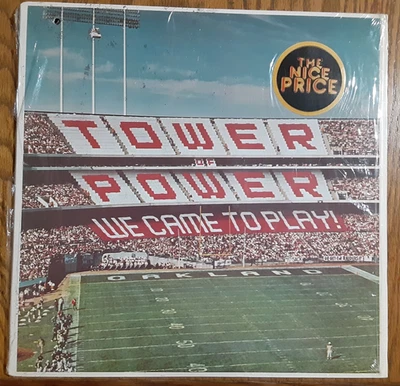 THE
NICE
PRICE
TOWER
OF
POWER
WE CAME TO PLAY!
OAKLAND